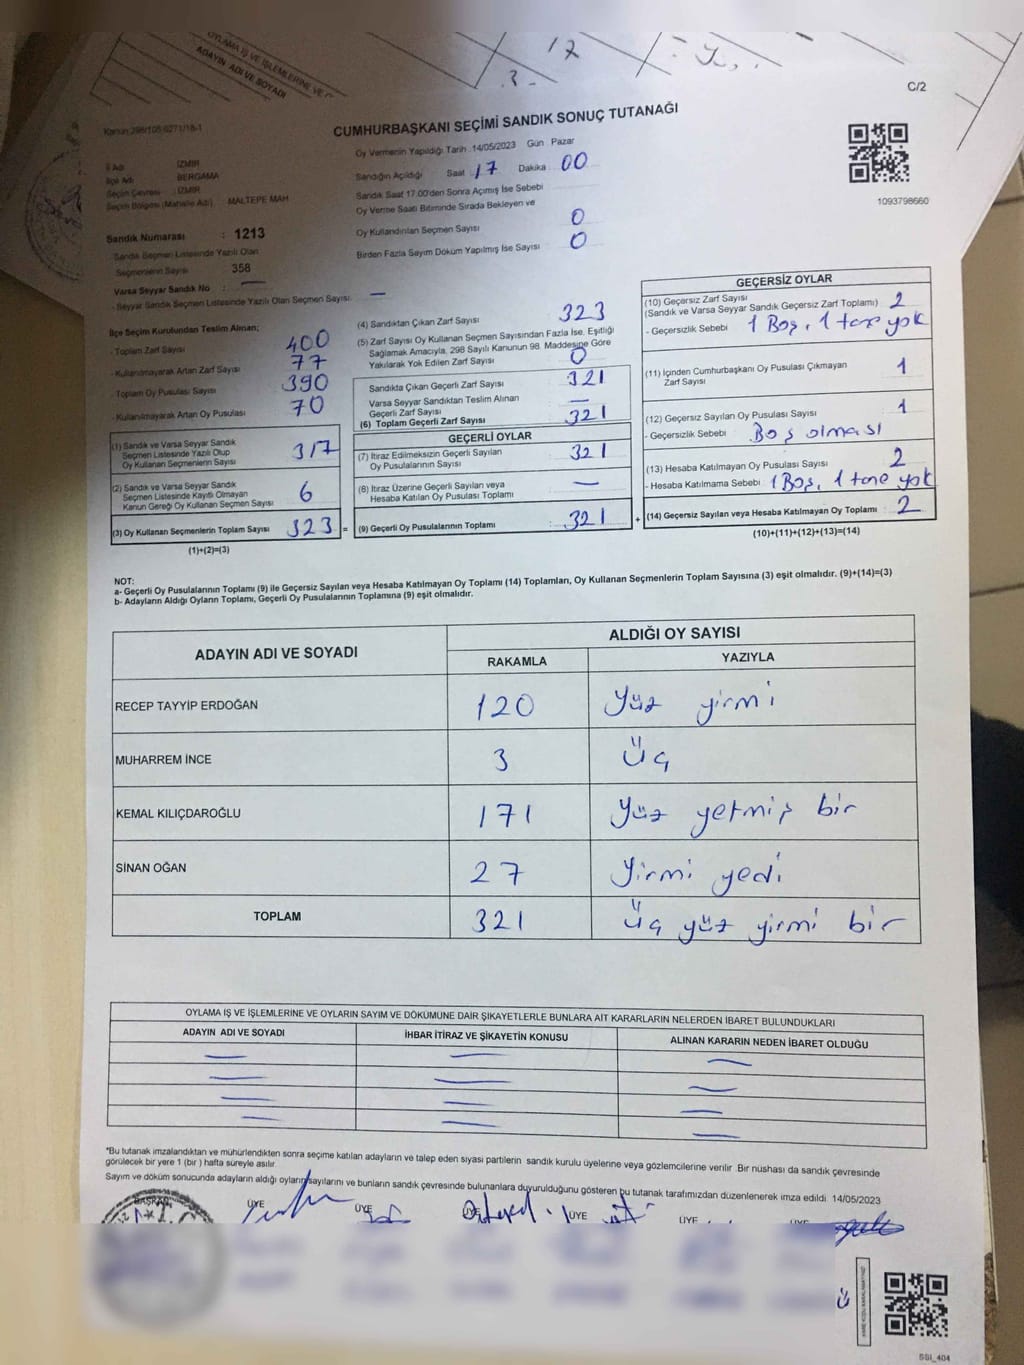 OYLAMA İŞ VE İŞLEMLERİNE VE
ADAYIN ADI VE SOYADI
12
3-
C/2
Kanun 298/105.6271/18-1
CUMHURBAŞKANI SEÇİMİ SANDIK SONUÇ TUTANAĞI
1093798660
İl Adı : İZMİR
İlçe Adı : BERGAMA
Seçim Çevresi : İZMİR
Seçim Bölgesi (Mahalle Adı) MALTEPE MAH
Sandık Numarası : 1213
Sandık Seçmen Listesinde Yazılı Olan
Seçmenlerin Sayısı 358
Varsa Seyyar Sandık No : —
- Seyyar Sandık Seçmen Listesinde Yazılı Olan Seçmen Sayısı —
Oy Vermenin Yapıldığı Tarih 14/05/2023 Gün Pazar
Sandığın Açıldığı Saat 17 Dakika 00
Sandık Saat 17:00'den Sonra Açımış İse Sebebi
Oy Verme Saati Bitiminde Sırada Bekleyen ve
Oy Kullandırılan Seçmen Sayısı 0
Birden Fazla Sayım Döküm Yapılmış İse Sayısı 0
İlçe Seçim Kurulundan Teslim Alınan;
- Toplam Zarf Sayısı 400
- Kullanılmayarak Artan Zarf Sayısı 77
- Toplam Oy Pusulası Sayısı 390
- Kullanılmayarak Artan Oy Pusulası 70
(1) Sandık ve Varsa Seyyar Sandık
Seçmen Listesinde Yazılı Olup
Oy Kullanan Seçmenlerin Sayısı 317
(2) Sandık ve Varsa Seyyar Sandık
Seçmen Listesinde Kayıtlı Olmayan
Kanun Gereği Oy Kullanan Seçmen Sayısı 6
(3) Oy Kullanan Seçmenlerin Toplam Sayısı 323 =
(1)+(2)=(3)
(4) Sandıktan Çıkan Zarf Sayısı 323
(5) Zarf Sayısı Oy Kullanan Seçmen Sayısından Fazla İse, Eşitliği
Sağlamak Amacıyla, 298 Sayılı Kanunun 98. Maddesine Göre
Yakılarak Yok Edilen Zarf Sayısı 0
Sandıkta Çıkan Geçerli Zarf Sayısı 321
Varsa Seyyar Sandıktan Teslim Alınan
Geçerli Zarf Sayısı —
(6) Toplam Geçerli Zarf Sayısı 321
GEÇERLİ OYLAR
(7) İtiraz Edilmeksizin Geçerli Sayılan
Oy Pusulalarının Sayısı 321
(8) İtiraz Üzerine Geçerli Sayılan veya
Hesaba Katılan Oy Pusulası Toplamı —
(9) Geçerli Oy Pusulalarının Toplamı 321 +
GEÇERSİZ OYLAR
(10) Geçersiz Zarf Sayısı
(Sandık ve Varsa Seyyar Sandık Geçersiz Zarf Toplamı) 2
- Geçersizlik Sebebi 1 Boş, 1 tane yok
(11) İçinden Cumhurbaşkanı Oy Pusulası Çıkmayan
Zarf Sayısı 1
(12) Geçersiz Sayılan Oy Pusulası Sayısı 1
- Geçersizlik Sebebi Boş olması
(13) Hesaba Katılmayan Oy Pusulası Sayısı 2
- Hesaba Katılmama Sebebi 1 Boş, 1 tane yok
(14) Geçersiz Sayılan veya Hesaba Katılmayan Oy Toplamı 2
(10)+(11)+(12)+(13)=(14)
NOT:
a- Geçerli Oy Pusulalarının Toplamı (9) ile Geçersiz Sayılan veya Hesaba Katılmayan Oy Toplamı (14) Toplamları, Oy Kullanan Seçmenlerin Toplam Sayısına (3) eşit olmalıdır. (9)+(14)=(3)
b- Adayların Aldığı Oyların Toplamı, Geçerli Oy Pusulalarının Toplamına (9) eşit olmalıdır.
ADAYIN ADI VE SOYADI ALDIĞI OY SAYISI
RAKAMLA YAZIYLA
RECEP TAYYİP ERDOĞAN 120 yüz yirmi
MUHARREM İNCE 3 üç
KEMAL KILIÇDAROĞLU 171 yüz yetmiş bir
SİNAN OĞAN 27 yirmi yedi
TOPLAM 321 üç yüz yirmi bir
OYLAMA İŞ VE İŞLEMLERİNE VE OYLARIN SAYIM VE DÖKÜMÜNE DAİR ŞİKAYETLERLE BUNLARA AİT KARARLARIN NELERDEN İBARET BULUNDUKLARI
ADAYIN ADI VE SOYADI İHBAR İTİRAZ VE ŞİKAYETİN KONUSU ALINAN KARARIN NEDEN İBARET OLDUĞU
— — —
— — —
— — —
— — —
*Bu tutanak imzalandıktan ve mühürlendikten sonra seçime katılan adayların ve talep eden siyasi partilerin sandık kurulu üyelerine veya gözlemcilerine verilir .Bir nüshası da sandık çevresinde
görülecek bir yere 1 (bir ) hafta süreyle asılır.
Sayım ve döküm sonucunda adayların aldığı oyların sayılarını ve bunların sandık çevresinde bulunanlara duyurulduğunu gösteren bu tutanak tarafımızdan düzenlenerek imza edildi. 14/05/2023
BAŞKAN ÜYE ÜYE ÜYE ÜYE ÜYE ÜYE
SSI_404